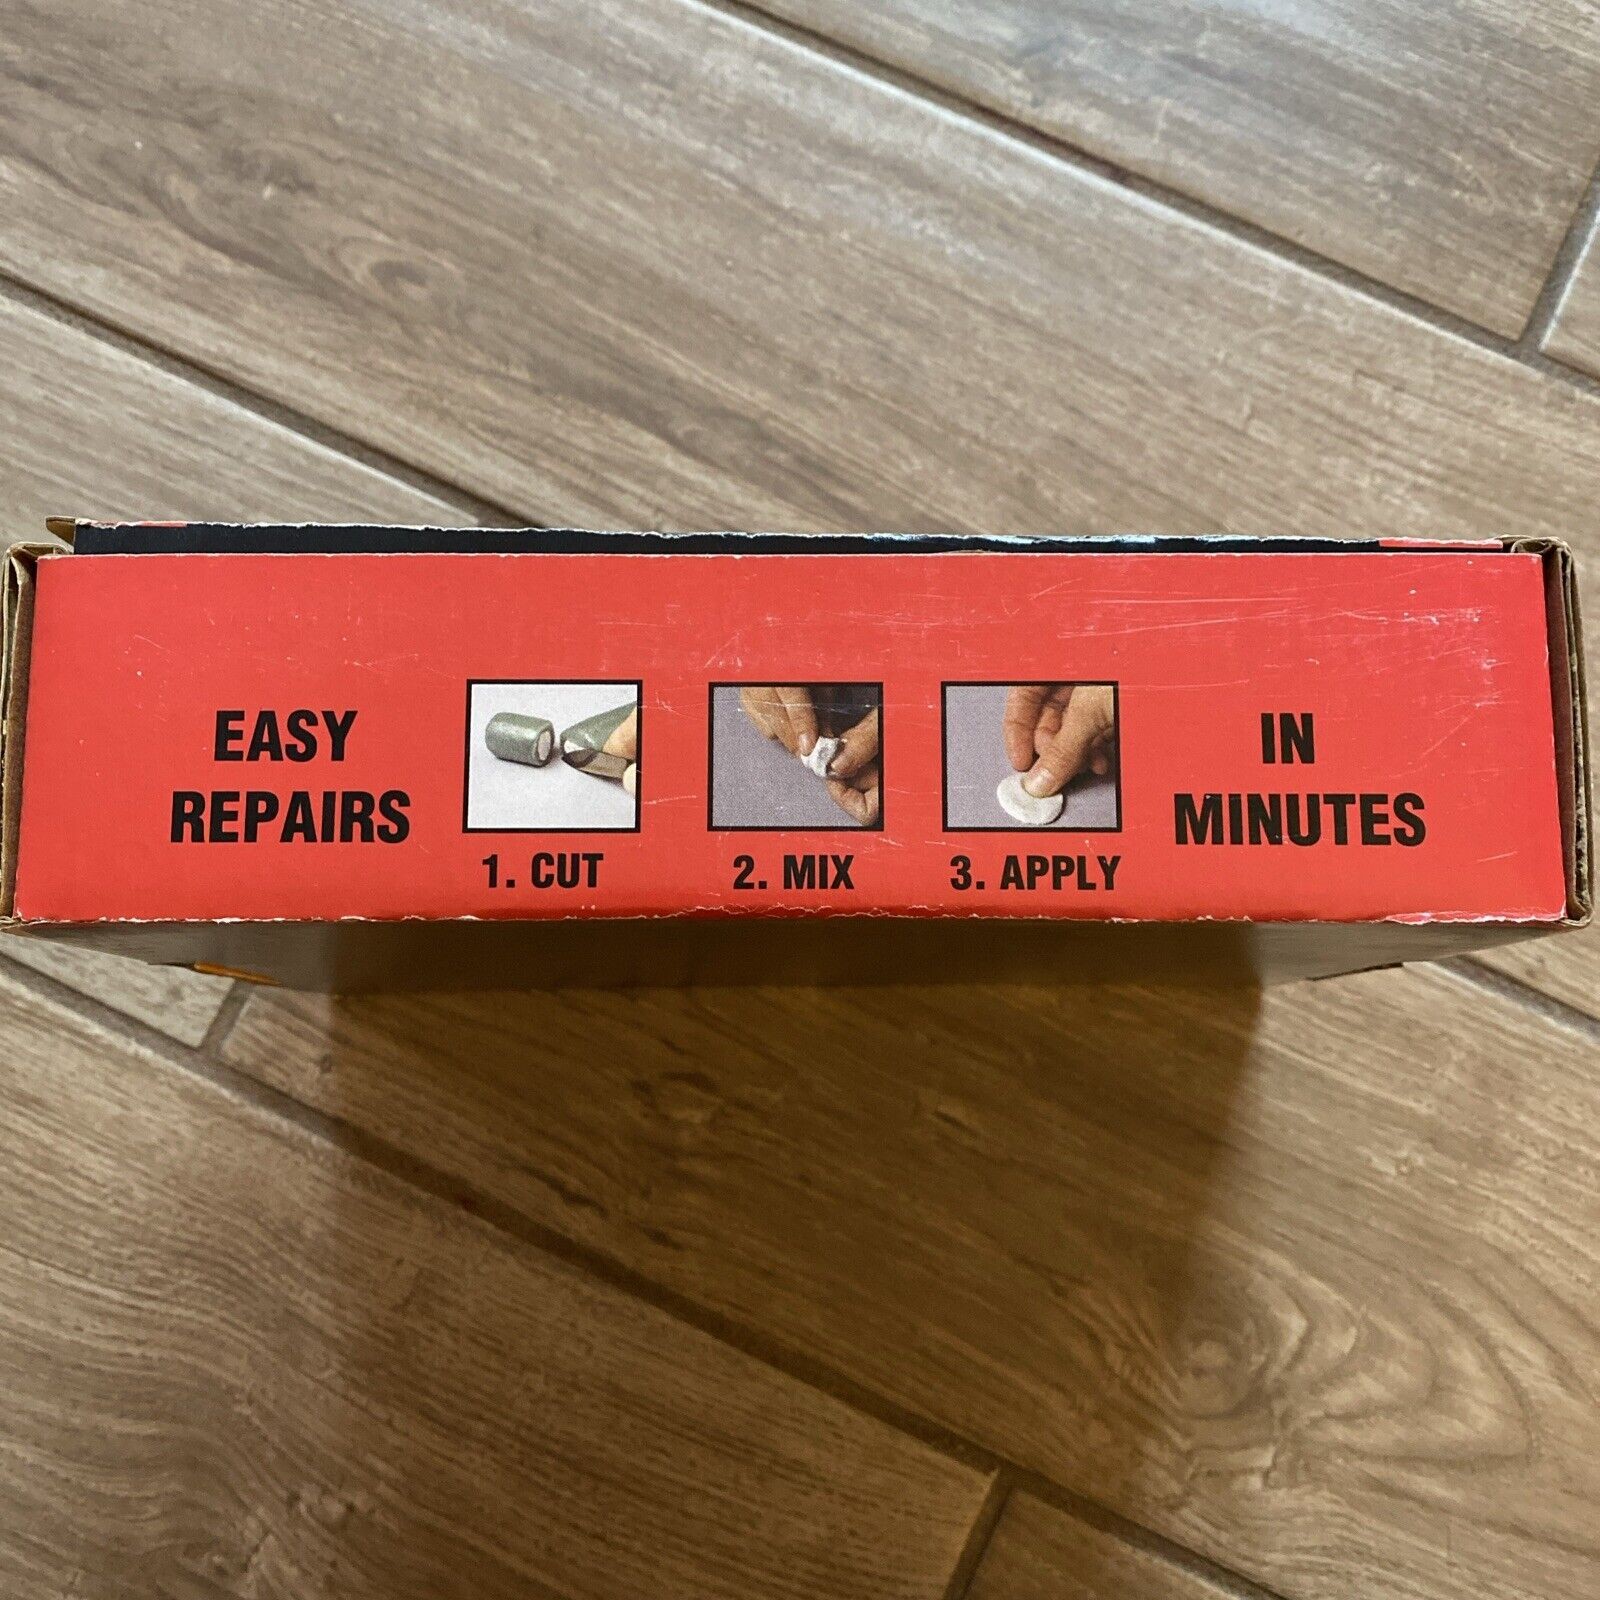 EASY
REPAIRS
1. CUT
2. MIX
3. APPLY
IN
MINUTES